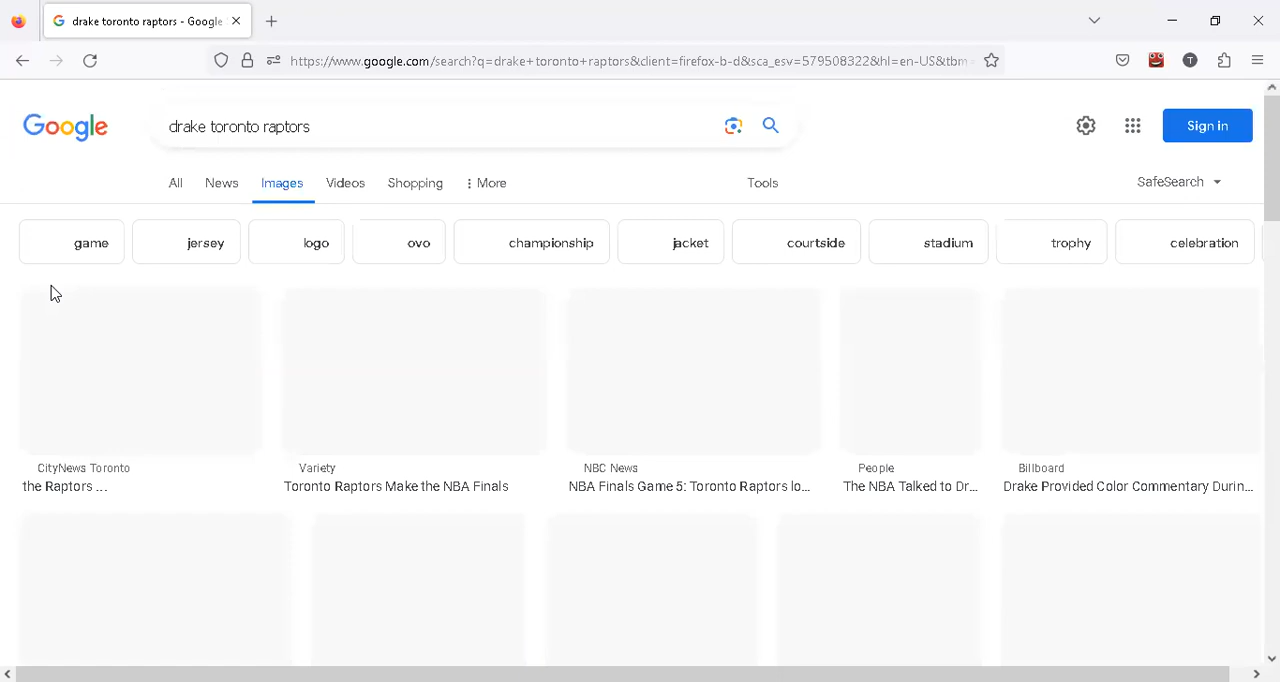 drake toronto raptors - Google
https://www.google.com/search?q=drake+toronto+raptors&client=firefox-b-d&sca_esv=579508322&hl=en-US&tbm=
T
Google
drake toronto raptors
Sign in
All
News
Images
Videos
Shopping
More
Tools
SafeSearch
game
jersey
logo
ovo
championship
jacket
courtside
stadium
trophy
celebration
CityNews Toronto
the Raptors ...
Variety
Toronto Raptors Make the NBA Finals
NBC News
NBA Finals Game 5: Toronto Raptors lo...
People
The NBA Talked to Dr...
Billboard
Drake Provided Color Commentary Durin...